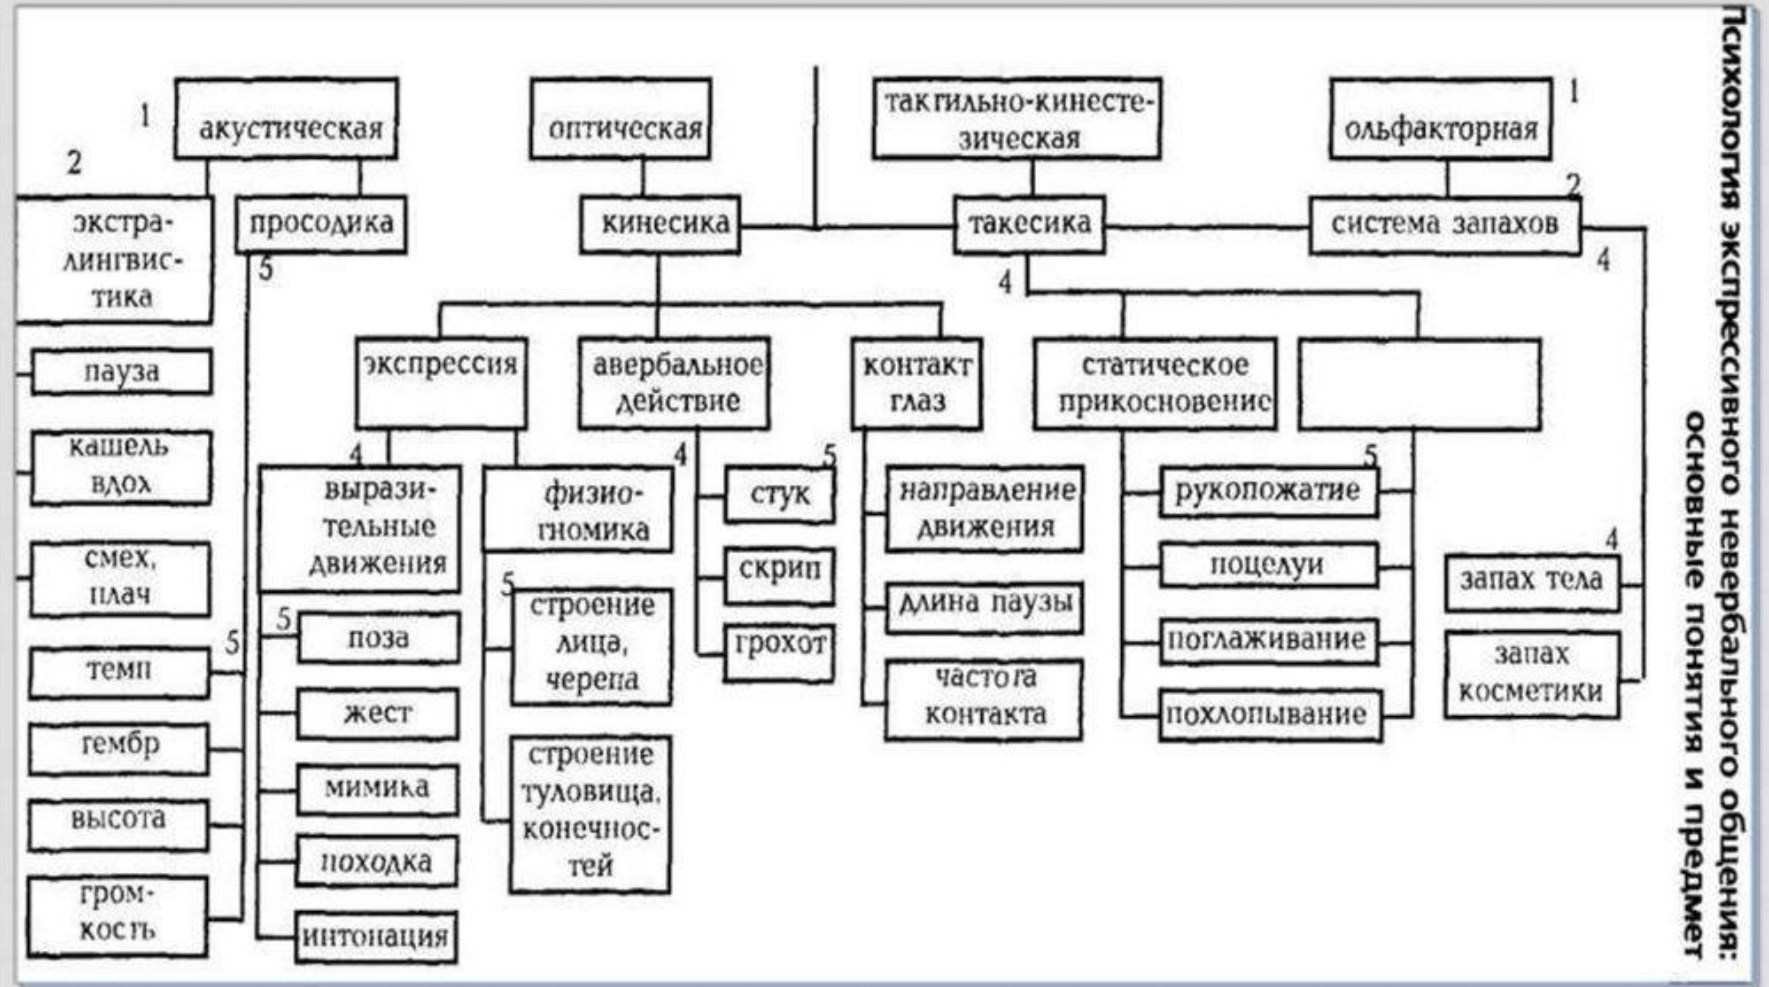 Психология экспрессивного невербального общения:
основные понятия и предмет
1
акустическая
оптическая
тактильно-кинесте-
зическая
ольфакторная
1
2
экстра-
лингвис-
тика
просодика
5
кинесика
такесика
4
система запахов
2
4
пауза
кашель
вдох
смех,
плач
темп
5
гембр
высота
гром-
кость
экспрессия
авербальное
действие
контакт
глаз
статическое
прикосновение
4
вырази-
тельные
движения
5
поза
жест
мимика
походка
интонация
физио-
гномика
5
строение
лица,
черепа
строение
туловища,
конечнос-
тей
4
5
стук
скрип
грохот
направление
движения
длина паузы
частота
контакта
5
рукопожатие
поцелуи
поглаживание
похлопывание
4
запах тела
запах
косметики